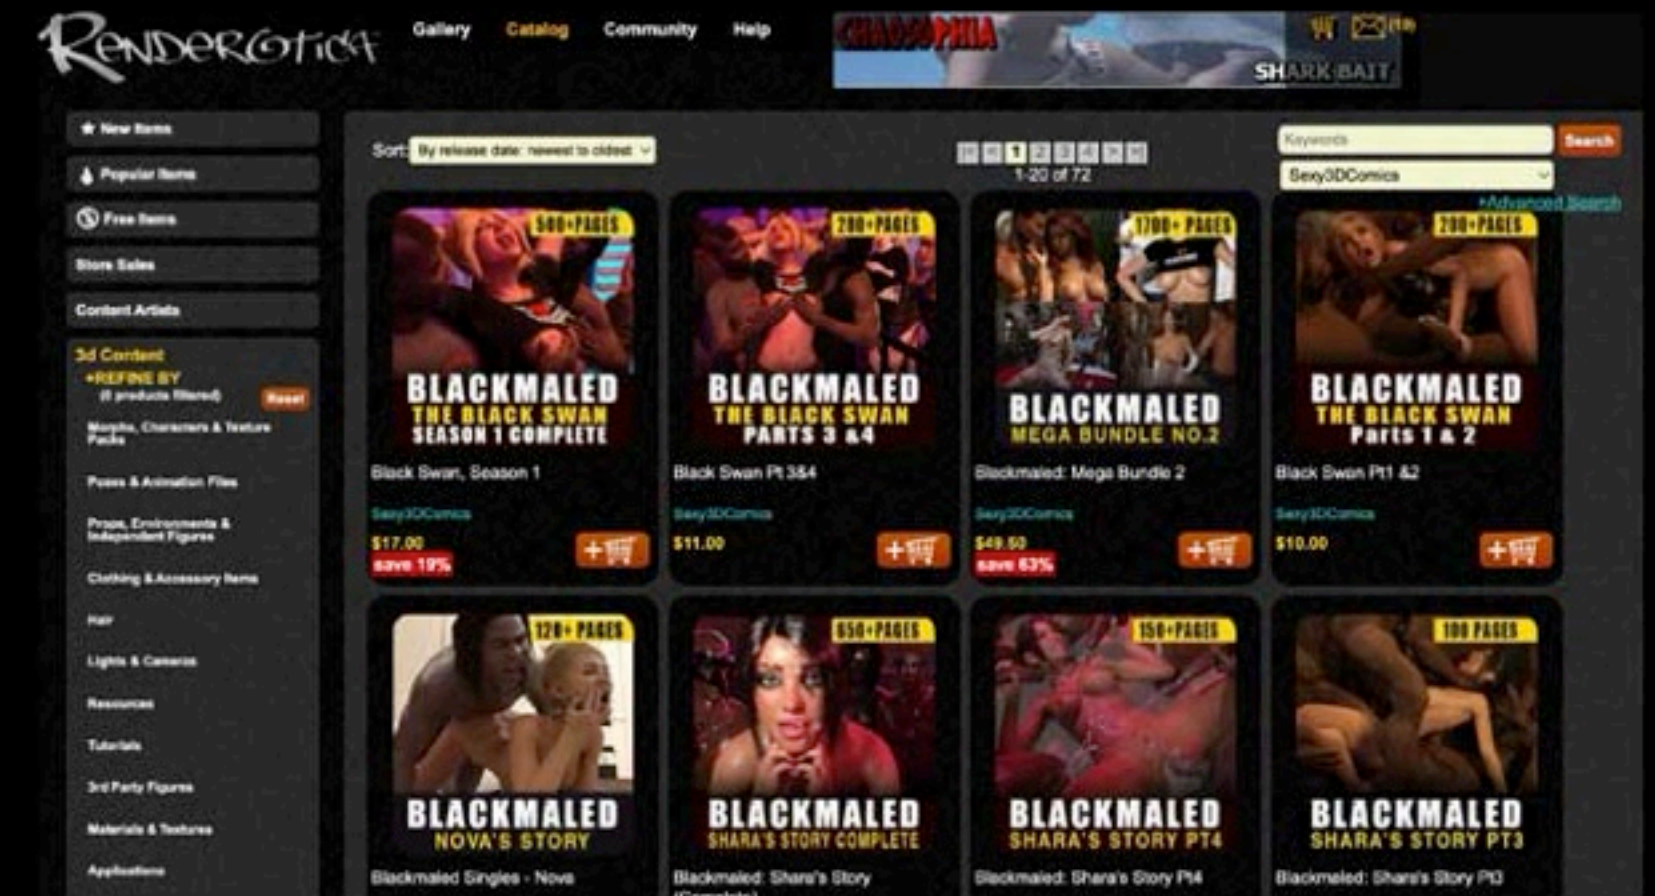 RENDEROTICA
Gallery
Catalog
Community
Help
CHAOSOPHIA
SHARK BAIT
(19)
New Items
Popular Items
Free Items
Store Sales
Content Artists
3d Content
+REFINE BY
(0 products filtered)
Reset
Morphs, Characters & Texture
Packs
Poses & Animation Files
Props, Environments &
Independent Figures
Clothing & Accessory Items
Hair
Lights & Cameras
Resources
Tutorials
3rd Party Figures
Materials & Textures
Applications
Sort:
By release date: newest to oldest
1 2 3 4
1-20 of 72
Keywords
Search
Sexy3DComics
+Advanced Search
500+PAGES
BLACKMALED
THE BLACK SWAN
SEASON 1 COMPLETE
Black Swan, Season 1
Sexy3DComics
$17.00
save 19%
+
200+PAGES
BLACKMALED
THE BLACK SWAN
PARTS 3 &4
Black Swan Pt 3&4
Sexy3DComics
$11.00
+
1700+ PAGES
BLACKMALED
MEGA BUNDLE NO.2
Blackmaled: Mega Bundle 2
Sexy3DComics
$49.50
save 63%
+
200+PAGES
BLACKMALED
THE BLACK SWAN
Parts 1 & 2
Black Swan Pt1 &2
Sexy3DComics
$10.00
+
120+ PAGES
BLACKMALED
NOVA'S STORY
Blackmaled Singles - Nova
650+PAGES
BLACKMALED
SHARA'S STORY COMPLETE
Blackmaled: Shara's Story
(Complete)
150+PAGES
BLACKMALED
SHARA'S STORY PT4
Blackmaled: Shara's Story Pt4
100 PAGES
BLACKMALED
SHARA'S STORY PT3
Blackmaled: Shara's Story Pt3